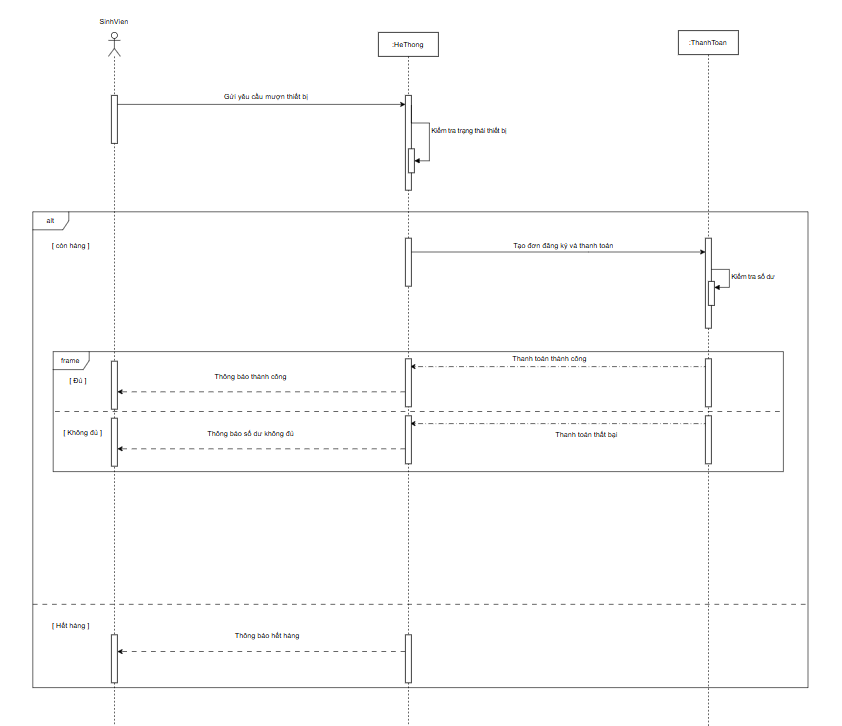 SinhVien
:HeThong
:ThanhToan
Gửi yêu cầu mượn thiết bị
Kiểm tra trạng thái thiết bị
alt
[ còn hàng ]
Tạo đơn đăng ký và thanh toán
Kiểm tra số dư
frame
Thanh toán thành công
[ Đủ ]
Thông báo thành công
[ Không đủ ]
Thông báo số dư không đủ
Thanh toán thất bại
[ Hết hàng ]
Thông báo hết hàng